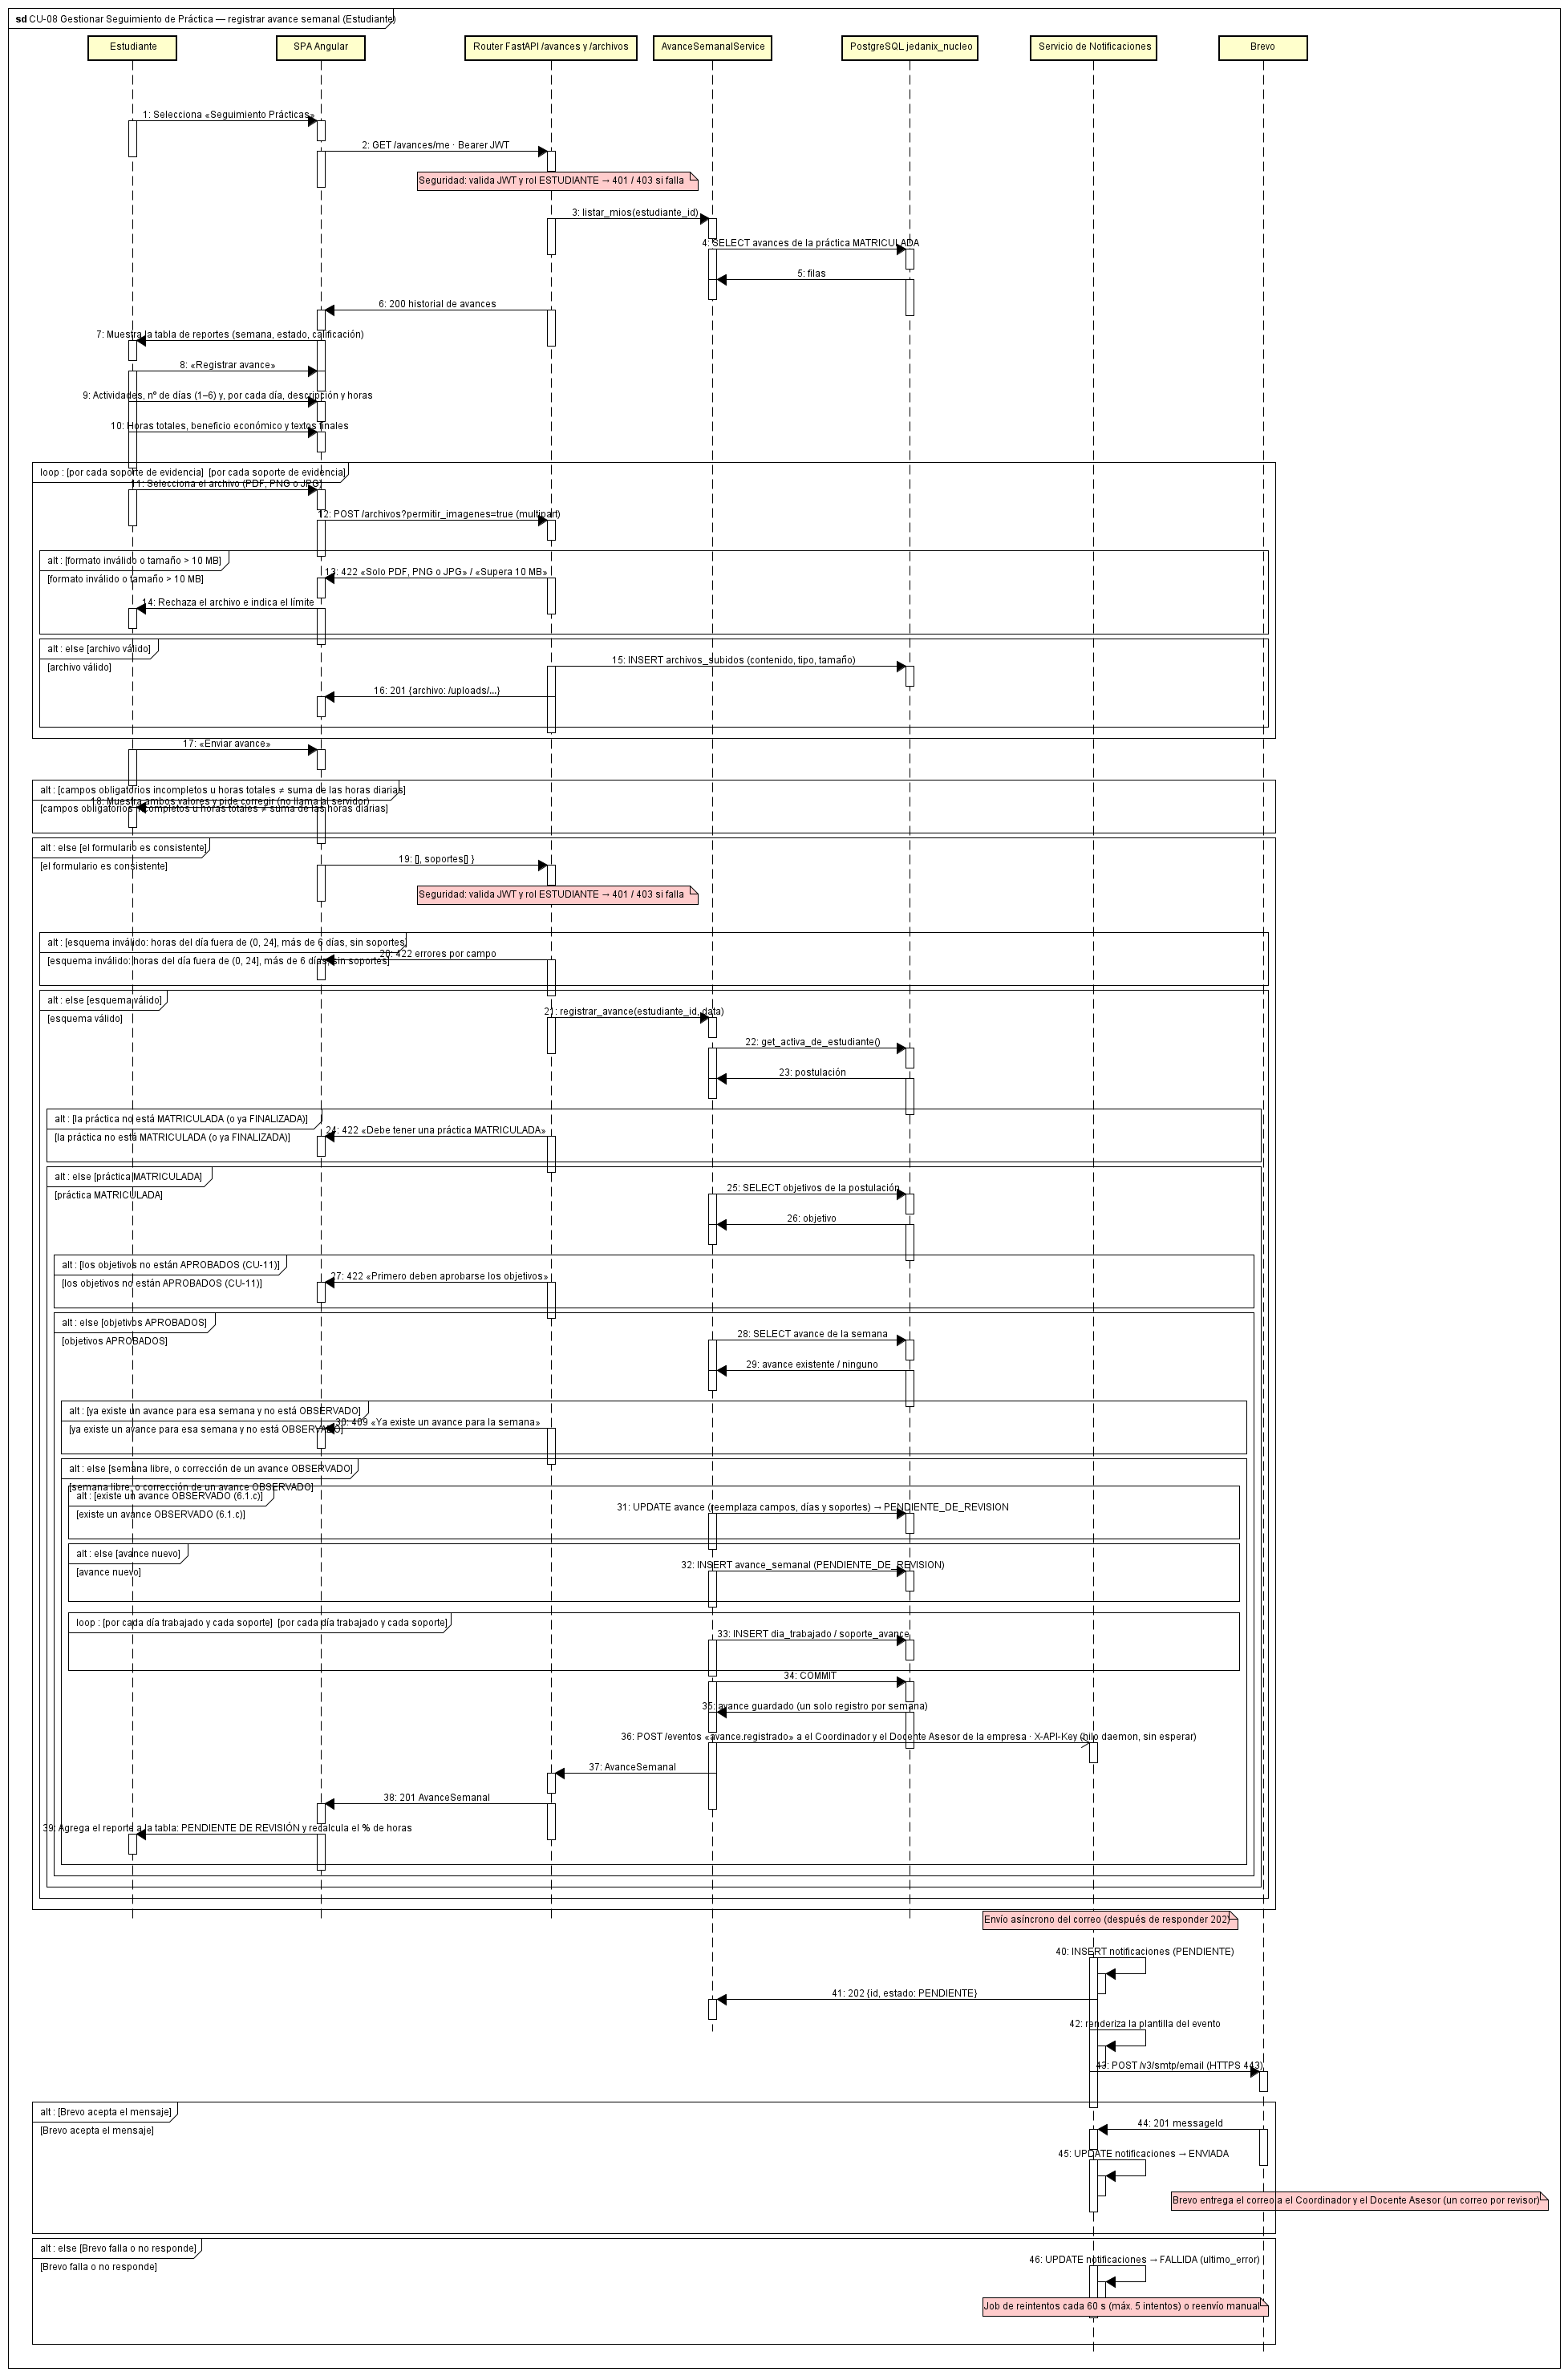 sd CU-08 Gestionar Seguimiento de Práctica — registrar avance semanal (Estudiante)
Estudiante
SPA Angular
Router FastAPI /avances y /archivos
AvanceSemanalService
PostgreSQL jedanix_nucleo
Servicio de Notificaciones
Brevo
1: Selecciona «Seguimiento Prácticas»
2: GET /avances/me · Bearer JWT
Seguridad: valida JWT y rol ESTUDIANTE → 401 / 403 si falla
3: listar_mios(estudiante_id)
4: SELECT avances de la práctica MATRICULADA
5: filas
6: 200 historial de avances
7: Muestra la tabla de reportes (semana, estado, calificación)
8: «Registrar avance»
9: Actividades, nº de días (1–6) y, por cada día, descripción y horas
10: Horas totales, beneficio económico y textos finales
loop : [por cada soporte de evidencia] [por cada soporte de evidencia]
11: Selecciona el archivo (PDF, PNG o JPG)
12: POST /archivos?permitir_imagenes=true (multipart)
alt : [formato inválido o tamaño > 10 MB]
[formato inválido o tamaño > 10 MB]
13: 422 «Solo PDF, PNG o JPG» / «Supera 10 MB»
14: Rechaza el archivo e indica el límite
alt : else [archivo válido]
[archivo válido]
15: INSERT archivos_subidos (contenido, tipo, tamaño)
16: 201 {archivo: /uploads/...}
17: «Enviar avance»
alt : [campos obligatorios incompletos u horas totales ≠ suma de las horas diarias]
18: Muestra ambos valores y pide corregir (no llama al servidor)
[campos obligatorios incompletos u horas totales ≠ suma de las horas diarias]
alt : else [el formulario es consistente]
[el formulario es consistente]
19: [], soportes[] }
Seguridad: valida JWT y rol ESTUDIANTE → 401 / 403 si falla
alt : [esquema inválido: horas del día fuera de (0, 24], más de 6 días, sin soportes]
20: 422 errores por campo
[esquema inválido: horas del día fuera de (0, 24], más de 6 días, sin soportes]
alt : else [esquema válido]
[esquema válido]
21: registrar_avance(estudiante_id, data)
22: get_activa_de_estudiante()
23: postulación
alt : [la práctica no está MATRICULADA (o ya FINALIZADA)]
[la práctica no está MATRICULADA (o ya FINALIZADA)]
24: 422 «Debe tener una práctica MATRICULADA»
alt : else [práctica MATRICULADA]
[práctica MATRICULADA]
25: SELECT objetivos de la postulación
26: objetivo
alt : [los objetivos no están APROBADOS (CU-11)]
[los objetivos no están APROBADOS (CU-11)]
27: 422 «Primero deben aprobarse los objetivos»
alt : else [objetivos APROBADOS]
[objetivos APROBADOS]
28: SELECT avance de la semana
29: avance existente / ninguno
alt : [ya existe un avance para esa semana y no está OBSERVADO]
30: 409 «Ya existe un avance para la semana»
[ya existe un avance para esa semana y no está OBSERVADO]
alt : else [semana libre, o corrección de un avance OBSERVADO]
[semana libre, o corrección de un avance OBSERVADO]
alt : [existe un avance OBSERVADO (6.1.c)]
[existe un avance OBSERVADO (6.1.c)]
31: UPDATE avance (reemplaza campos, días y soportes) → PENDIENTE_DE_REVISION
alt : else [avance nuevo]
[avance nuevo]
32: INSERT avance_semanal (PENDIENTE_DE_REVISION)
loop : [por cada día trabajado y cada soporte] [por cada día trabajado y cada soporte]
33: INSERT dia_trabajado / soporte_avance
34: COMMIT
35: avance guardado (un solo registro por semana)
36: POST /eventos «avance.registrado» a el Coordinador y el Docente Asesor de la empresa · X-API-Key (hilo daemon, sin esperar)
37: AvanceSemanal
38: 201 AvanceSemanal
39: Agrega el reporte a la tabla: PENDIENTE DE REVISIÓN y recalcula el % de horas
Envío asíncrono del correo (después de responder 202)
40: INSERT notificaciones (PENDIENTE)
41: 202 {id, estado: PENDIENTE}
42: renderiza la plantilla del evento
43: POST /v3/smtp/email (HTTPS 443)
alt : [Brevo acepta el mensaje]
[Brevo acepta el mensaje]
44: 201 messageId
45: UPDATE notificaciones → ENVIADA
Brevo entrega el correo a el Coordinador y el Docente Asesor (un correo por revisor)
alt : else [Brevo falla o no responde]
[Brevo falla o no responde]
46: UPDATE notificaciones → FALLIDA (ultimo_error)
Job de reintentos cada 60 s (máx. 5 intentos) o reenvío manual